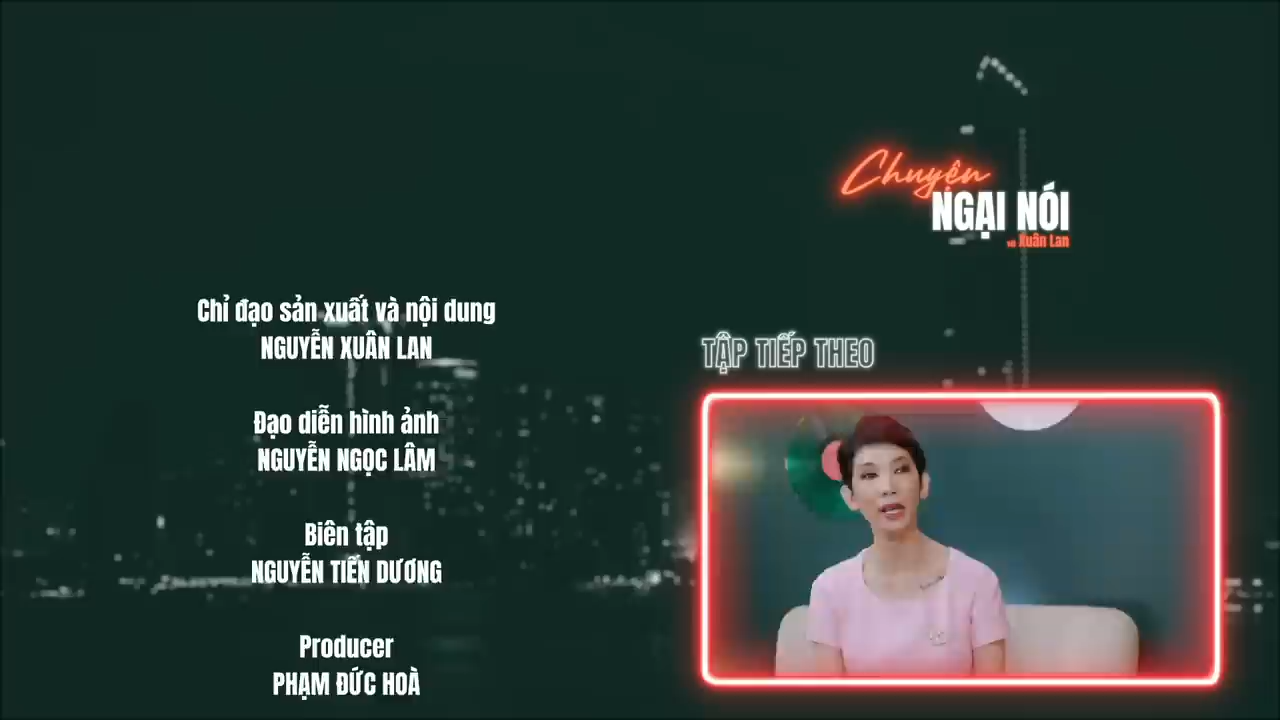 Chuyện
NGẠI NÓI
với Xuân Lan
Chỉ đạo sản xuất và nội dung
NGUYỄN XUÂN LAN
Đạo diễn hình ảnh
NGUYỄN NGỌC LÂM
Biên tập
NGUYỄN TIẾN DƯƠNG
Producer
PHẠM ĐỨC HOÀ
TẬP TIẾP THEO